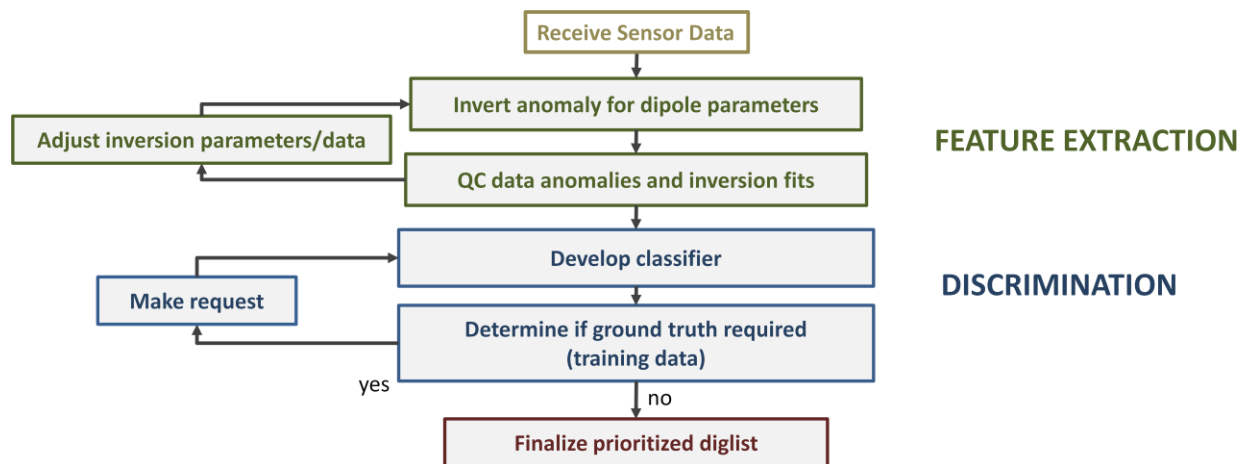 Receive Sensor Data
Invert anomaly for dipole parameters
Adjust inversion parameters/data
FEATURE EXTRACTION
QC data anomalies and inversion fits
Develop classifier
DISCRIMINATION
Make request
Determine if ground truth required
(training data)
yes
no
Finalize prioritized diglist